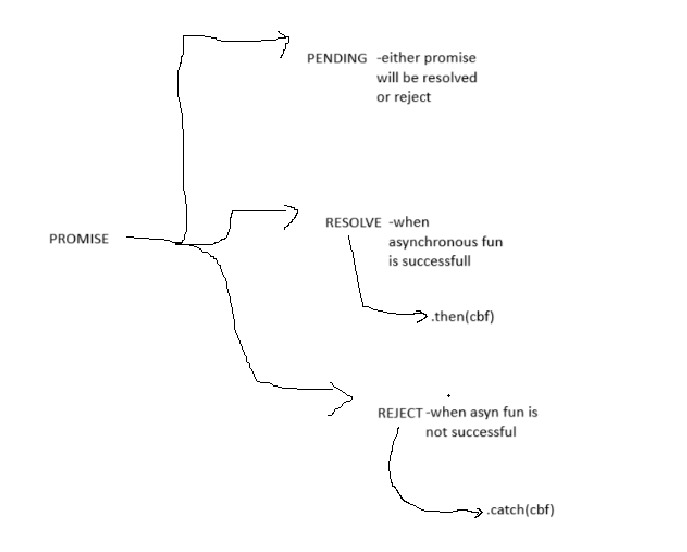 PENDING -either promise
will be resolved
or reject
PROMISE
RESOLVE -when
asynchronous fun
is successfull
.then(cbf)
REJECT -when asyn fun is
not successful
.catch(cbf)